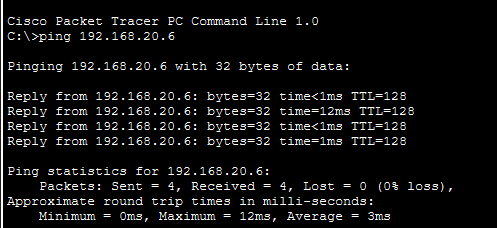 Cisco Packet Tracer PC Command Line 1.0
C:\>ping 192.168.20.6
Pinging 192.168.20.6 with 32 bytes of data:
Reply from 192.168.20.6: bytes=32 time<1ms TTL=128
Reply from 192.168.20.6: bytes=32 time=12ms TTL=128
Reply from 192.168.20.6: bytes=32 time<1ms TTL=128
Reply from 192.168.20.6: bytes=32 time=1ms TTL=128
Ping statistics for 192.168.20.6:
Packets: Sent = 4, Received = 4, Lost = 0 (0% loss),
Approximate round trip times in milli-seconds:
Minimum = 0ms, Maximum = 12ms, Average = 3ms